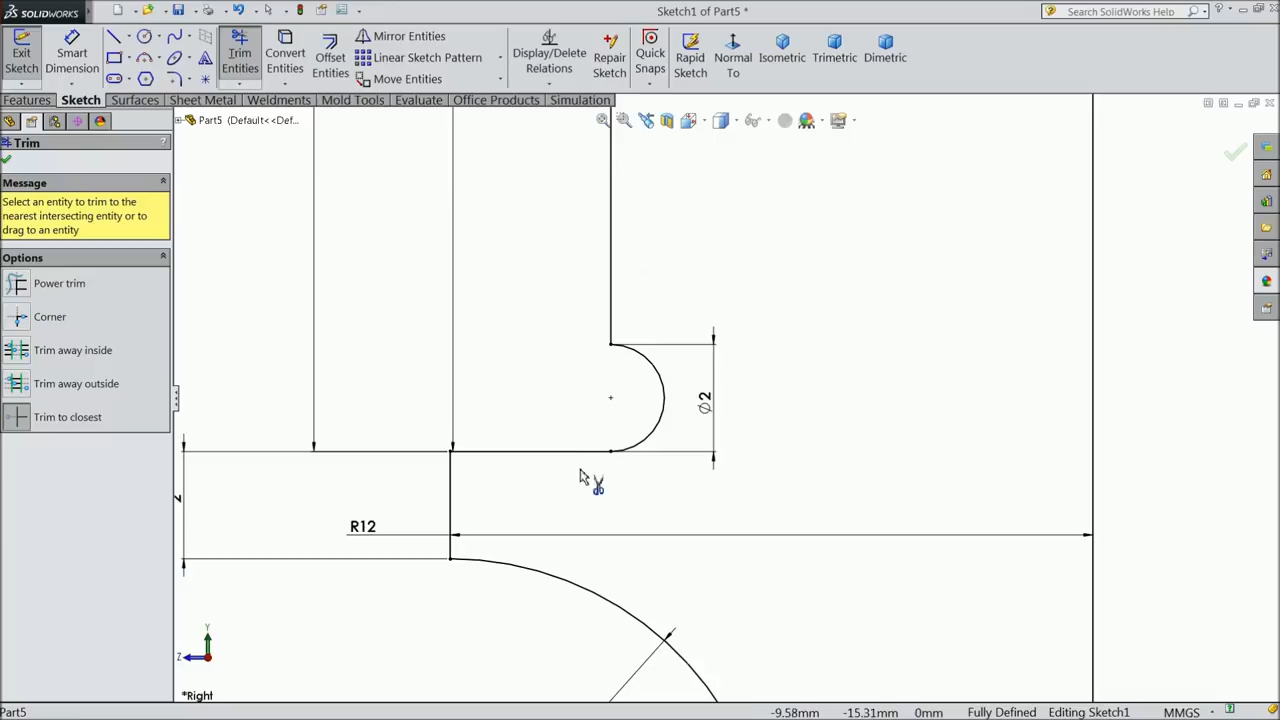 SOLIDWORKS
Sketch1 of Part5 *
Search SolidWorks Help
Exit Sketch
Smart Dimension
Trim Entities
Convert Entities
Offset Entities
Mirror Entities
Linear Sketch Pattern
Move Entities
Display/Delete Relations
Repair Sketch
Quick Snaps
Rapid Sketch
Normal To
Isometric
Trimetric
Dimetric
Features
Sketch
Surfaces
Sheet Metal
Weldments
Mold Tools
Evaluate
Office Products
Simulation
Part5 (Default<<Def...
Trim
?
Message
Select an entity to trim to the
nearest intersecting entity or to
drag to an entity
Options
Power trim
Corner
Trim away inside
Trim away outside
Trim to closest
∅2
2
R12
Y
Z
*Right
Part5
-9.58mm
-15.31mm
0mm
Fully Defined
Editing Sketch1
MMGS